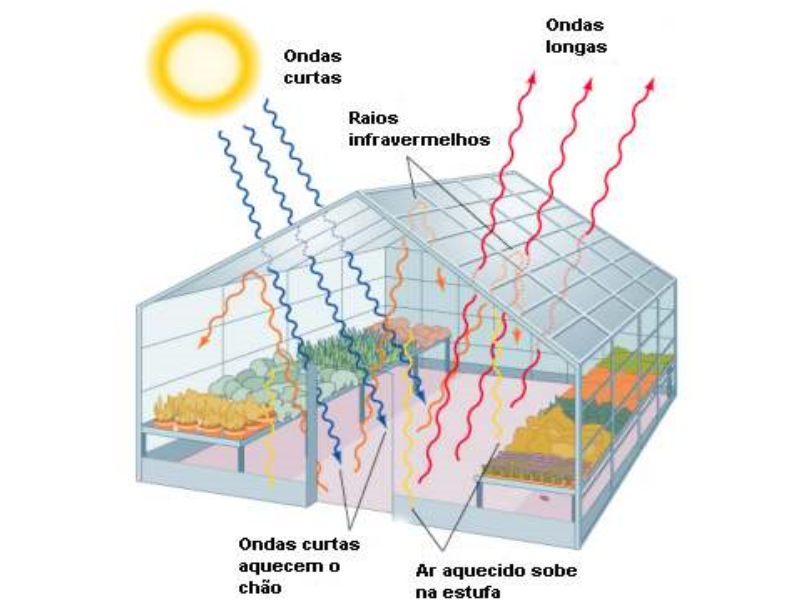 Ondas
curtas
Ondas
longas
Raios
infravermelhos
Ondas curtas
aquecem o
chão
Ar aquecido sobe
na estufa